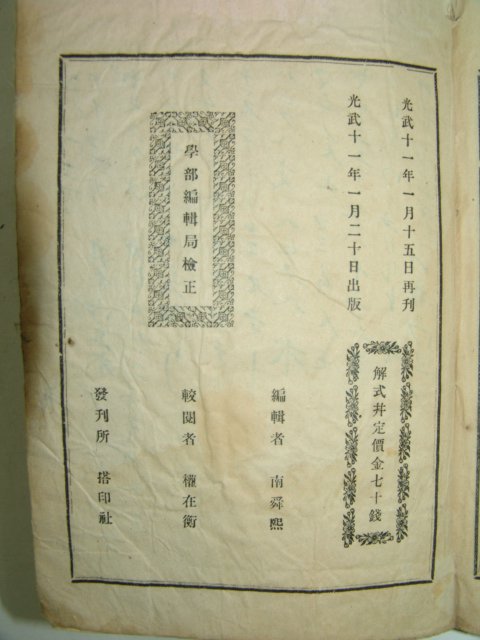 光武十一年一月十五日再刊
光武十一年一月二十日出版
解式幷定價金七十錢
學部編輯局檢正
編輯者 南舜熙
較閱者 權在衡
發刊所 搭印社